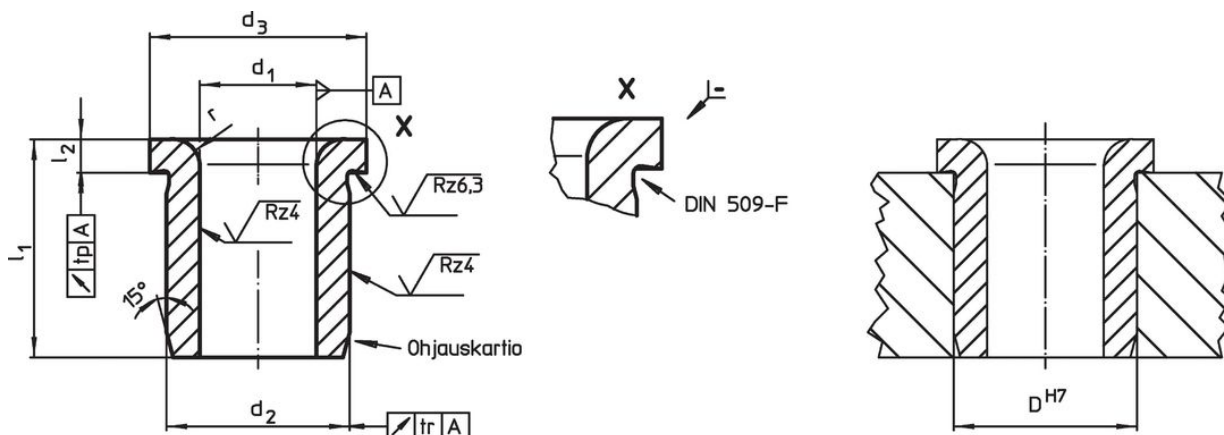 d3
d1
A
r
X
X
l2
Rz6,3
DIN 509-F
Rz4
tp A
l1
Rz4
15°
Ohjauskartio
d2
tr A
D H7